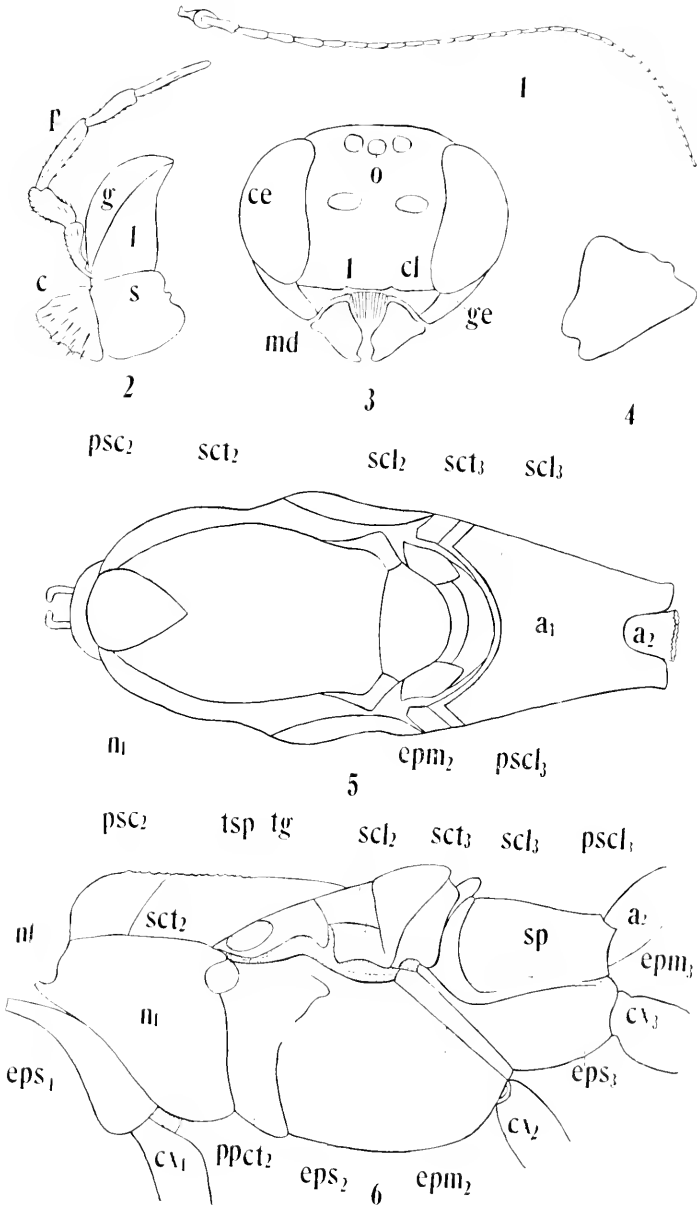 1
p
g
l
c
s
2
ce
o
l cl
md
ge
3
4
psc₂ sct₂ scl₂ sct₃ scl₃
a₁
a₂
n₁
5
epm₂ pscl₃
psc₂ tsp tg scl₂ sct₃ scl₃ pscl₃
sct₂
a₂
nl
sp
epm₃
n₁
cx₃
eps₁
eps₃
cx₂
cx₁
ppct₂
eps₂
6
epm₂